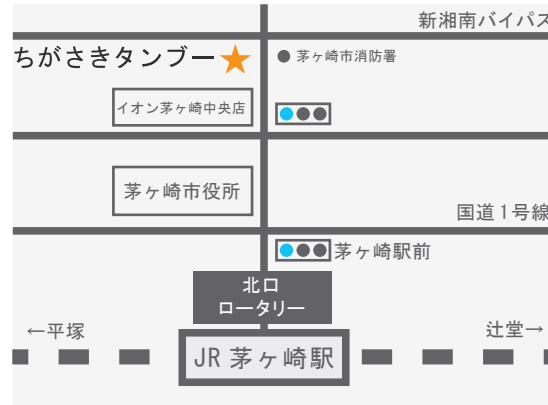 新湘南バイパス
ちがさきタンブー
茅ヶ崎市消防署
イオン茅ヶ崎中央店
茅ヶ崎市役所
国道1号線
茅ヶ崎駅前
北口
ロータリー
←平塚
辻堂→
JR 茅ヶ崎駅